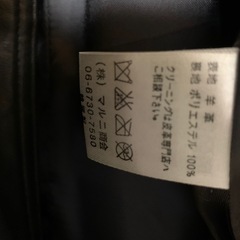 表地 羊革
裏地 ポリエステル 100%
クリーニングは皮革専門店へ
ご相談下さい。
(株) マルニ商会
06-6730-7580